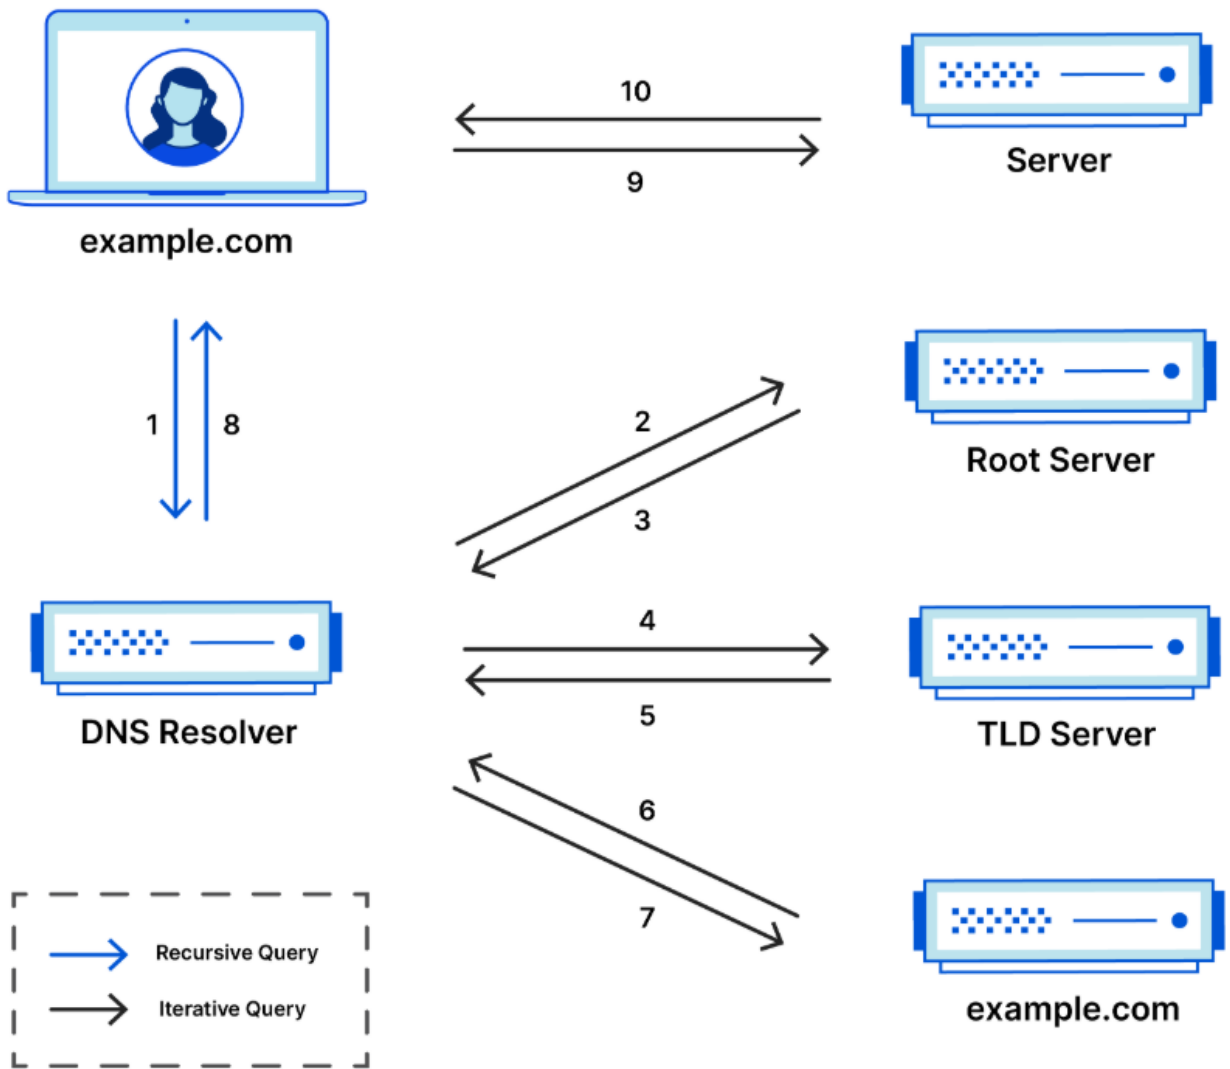 10
9
Server
example.com
1
8
2
3
Root Server
4
5
DNS Resolver
TLD Server
6
7
Recursive Query
Iterative Query
example.com